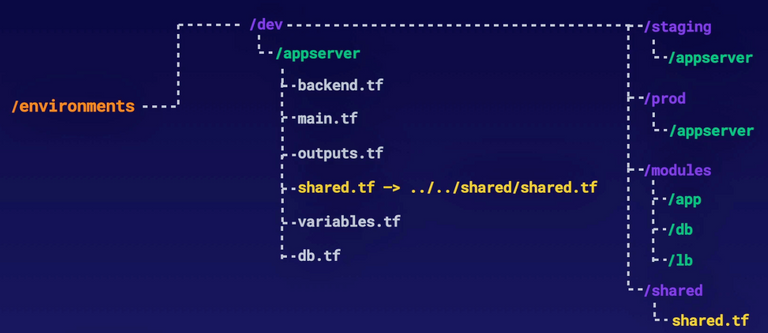 /environments
/dev
/appserver
backend.tf
main.tf
outputs.tf
shared.tf —> ../../shared/shared.tf
variables.tf
db.tf
/staging
/appserver
/prod
/appserver
/modules
/app
/db
/lb
/shared
shared.tf